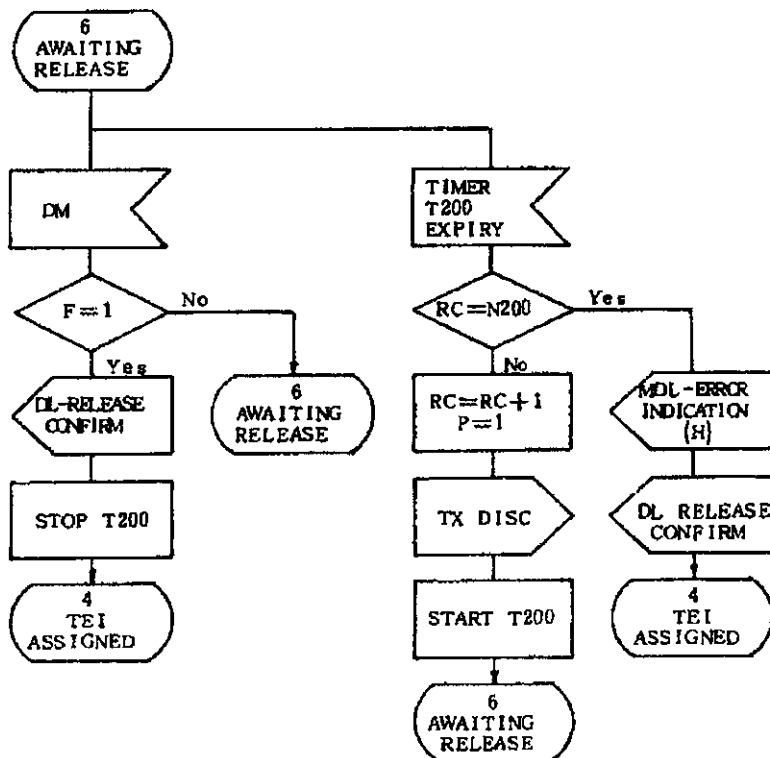 6
AWAITING
RELEASE
DM
F=1
No
Yes
DL-RELEASE
CONFIRM
STOP T200
4
TEI
ASSIGNED
6
AWAITING
RELEASE
TIMER
T200
EXPIRY
RC=N200
Yes
No
RC=RC+1
P=1
TX DISC
START T200
6
AWAITING
RELEASE
MDL-ERROR
INDICATION
(H)
DL RELEASE
CONFIRM
4
TEI
ASSIGNED